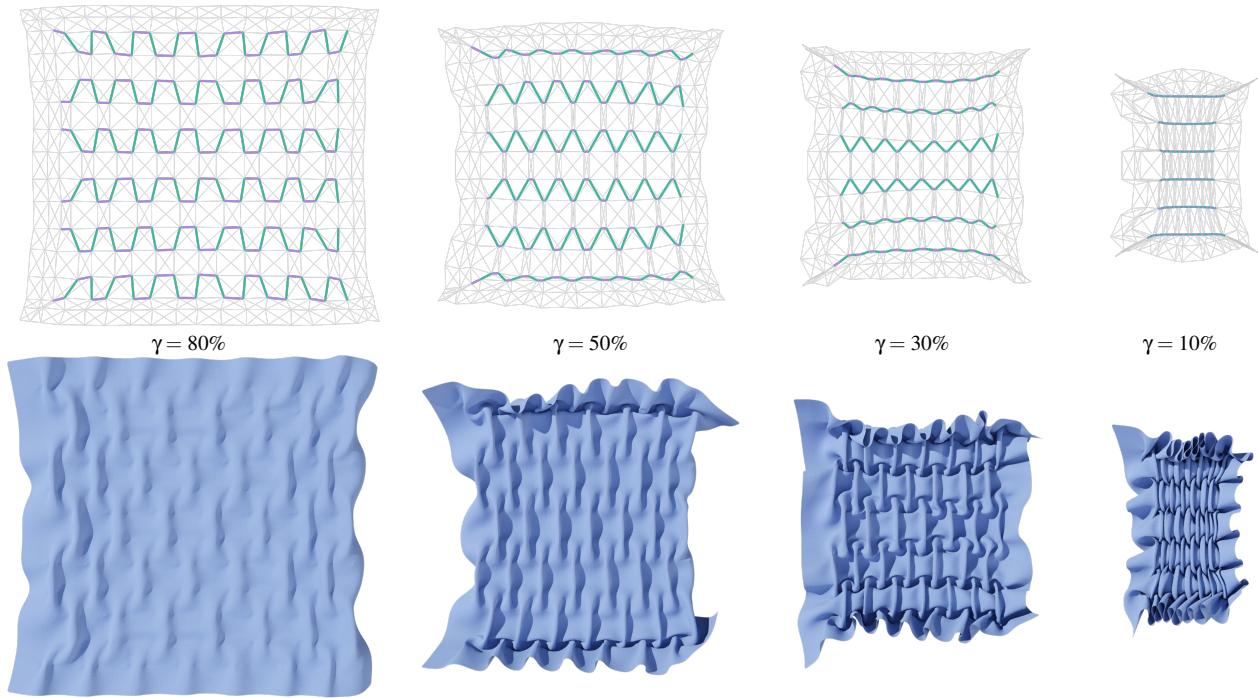 γ = 80%
γ = 50%
γ = 30%
γ = 10%